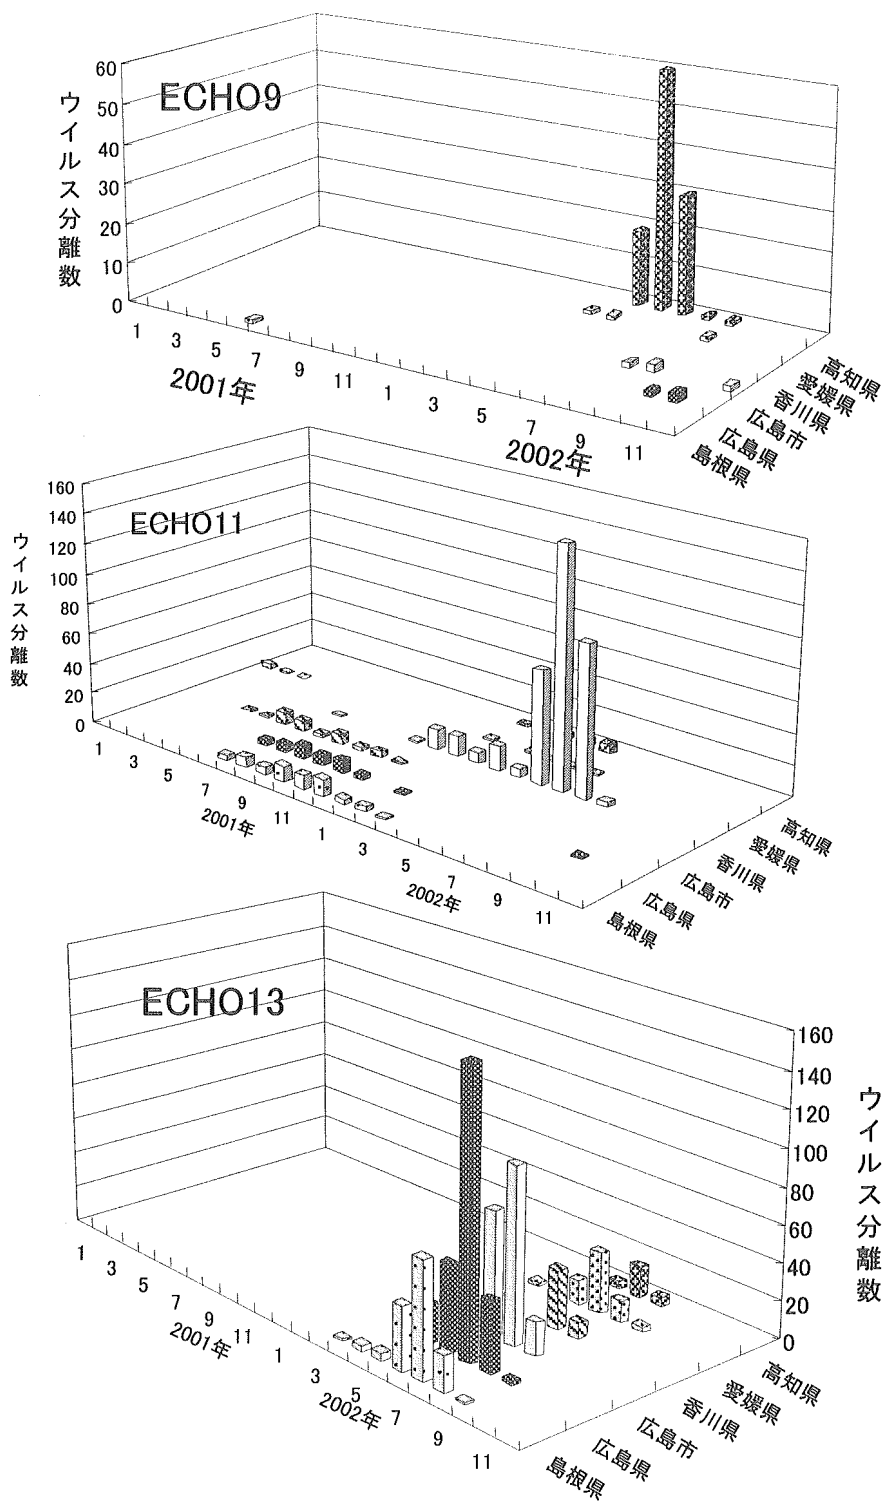 ECHO9
ウイルス分離数
60
50
40
30
20
10
0
1 3 5 7 9 11 1 3 5 7 9 11
2001年 2002年
高知県
愛媛県
香川県
広島市
広島県
島根県
ECHO11
ウイルス分離数
160
140
120
100
80
60
40
20
0
1 3 5 7 9 11 1 3 5 7 9 11
2001年 2002年
高知県
愛媛県
香川県
広島市
広島県
島根県
ECHO13
ウイルス分離数
160
140
120
100
80
60
40
20
0
1 3 5 7 9 11 1 3 5 7 9 11
2001年 2002年
高知県
愛媛県
香川県
広島市
広島県
島根県